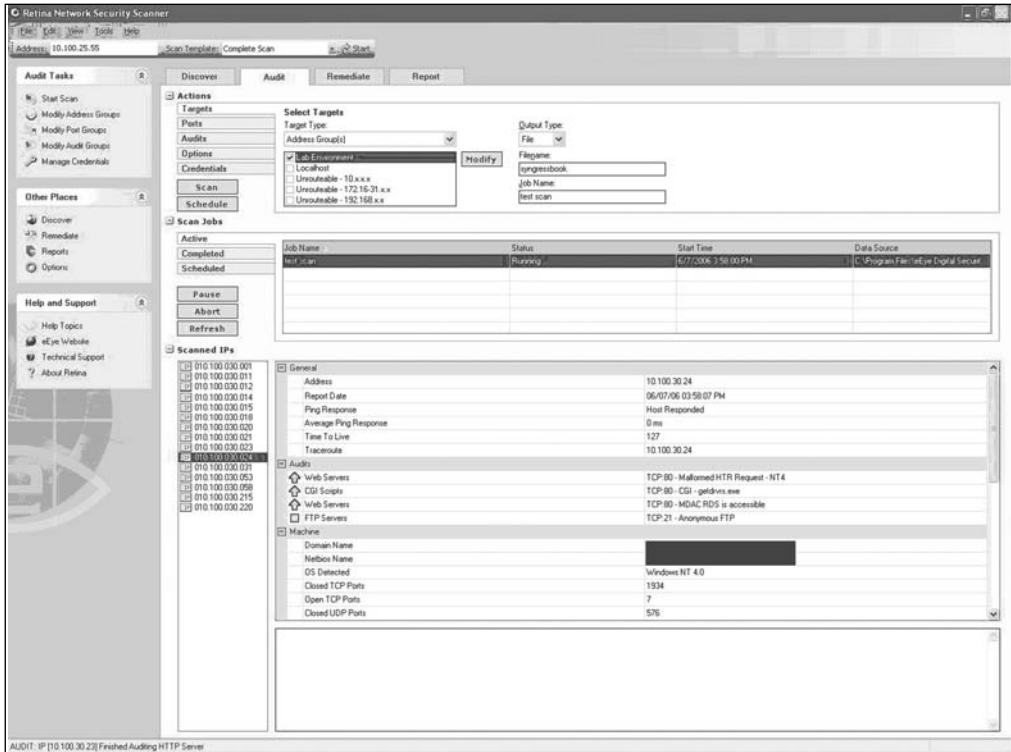 Retina Network Security Scanner
File Edit View Tools Help
Address: 10.100.25.55 Scan Template: Complete Scan Start
Audit Tasks
Start Scan
Modify Address Groups
Modify Port Groups
Modify Audit Groups
Manage Credentials
Other Places
Discover
Remediate
Reports
Options
Help and Support
Help Topics
eEye Website
Technical Support
About Retina
Discover Audit Remediate Report
Actions
Targets
Ports
Audits
Options
Credentials
Scan
Schedule
Select Targets
Target Type:
Address Group(s)
Lab Environment
Localhost
Unrouteable - 10.x.x.x
Unrouteable - 172.16-31.x.x
Unrouteable - 192.168.x.x
Modify
Output Type:
File
Filename:
syngressbook
Job Name:
test scan
Scan Jobs
Active
Completed
Scheduled
Pause
Abort
Refresh
Job Name Status Start Time Data Source
test scan Running 6/7/2006 3:58:00 PM C:\Program Files\eEye Digital Securit
Scanned IPs
010.100.030.001
010.100.030.011
010.100.030.012
010.100.030.014
010.100.030.015
010.100.030.018
010.100.030.020
010.100.030.021
010.100.030.023
010.100.030.024
010.100.030.031
010.100.030.053
010.100.030.058
010.100.030.215
010.100.030.220
General
Address 10.100.30.24
Report Date 06/07/06 03:58:07 PM
Ping Response Host Responded
Average Ping Response 0 ms
Time To Live 127
Traceroute 10.100.30.24
Audits
Web Servers TCP:80 - Malformed HTR Request - NT4
CGI Scripts TCP:80 - CGI - getdrvrs.exe
Web Servers TCP:80 - MDAC RDS is accessible
FTP Servers TCP:21 - Anonymous FTP
Machine
Domain Name
Netbios Name
OS Detected Windows NT 4.0
Closed TCP Ports 1934
Open TCP Ports 7
Closed UDP Ports 576
AUDIT: IP [10.100.30.23] Finished Auditing HTTP Server